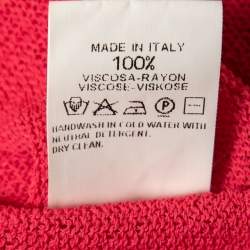 MADE IN ITALY
100%
VISCOSA-RAYON
VISCOSE-VISKOSE
HANDWASH IN COLD WATER WITH
NEUTRAL DETERGENT.
DRY CLEAN.